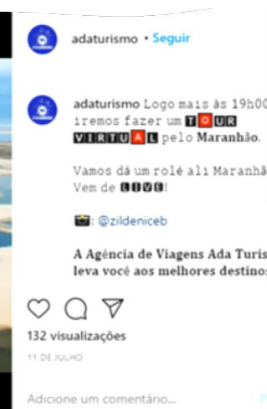 adaturismo • Seguir
adaturismo Logo mais às 19h00
iremos fazer um TOUR
VIRTUAL pelo Maranhão.
Vamos dá um rolé ali Maranhã
Vem de LIVE!
📸: @zildeniceb
A Agência de Viagens Ada Turis
leva você aos melhores destinos
132 visualizações
11 DE JULHO
Adicione um comentário...
P